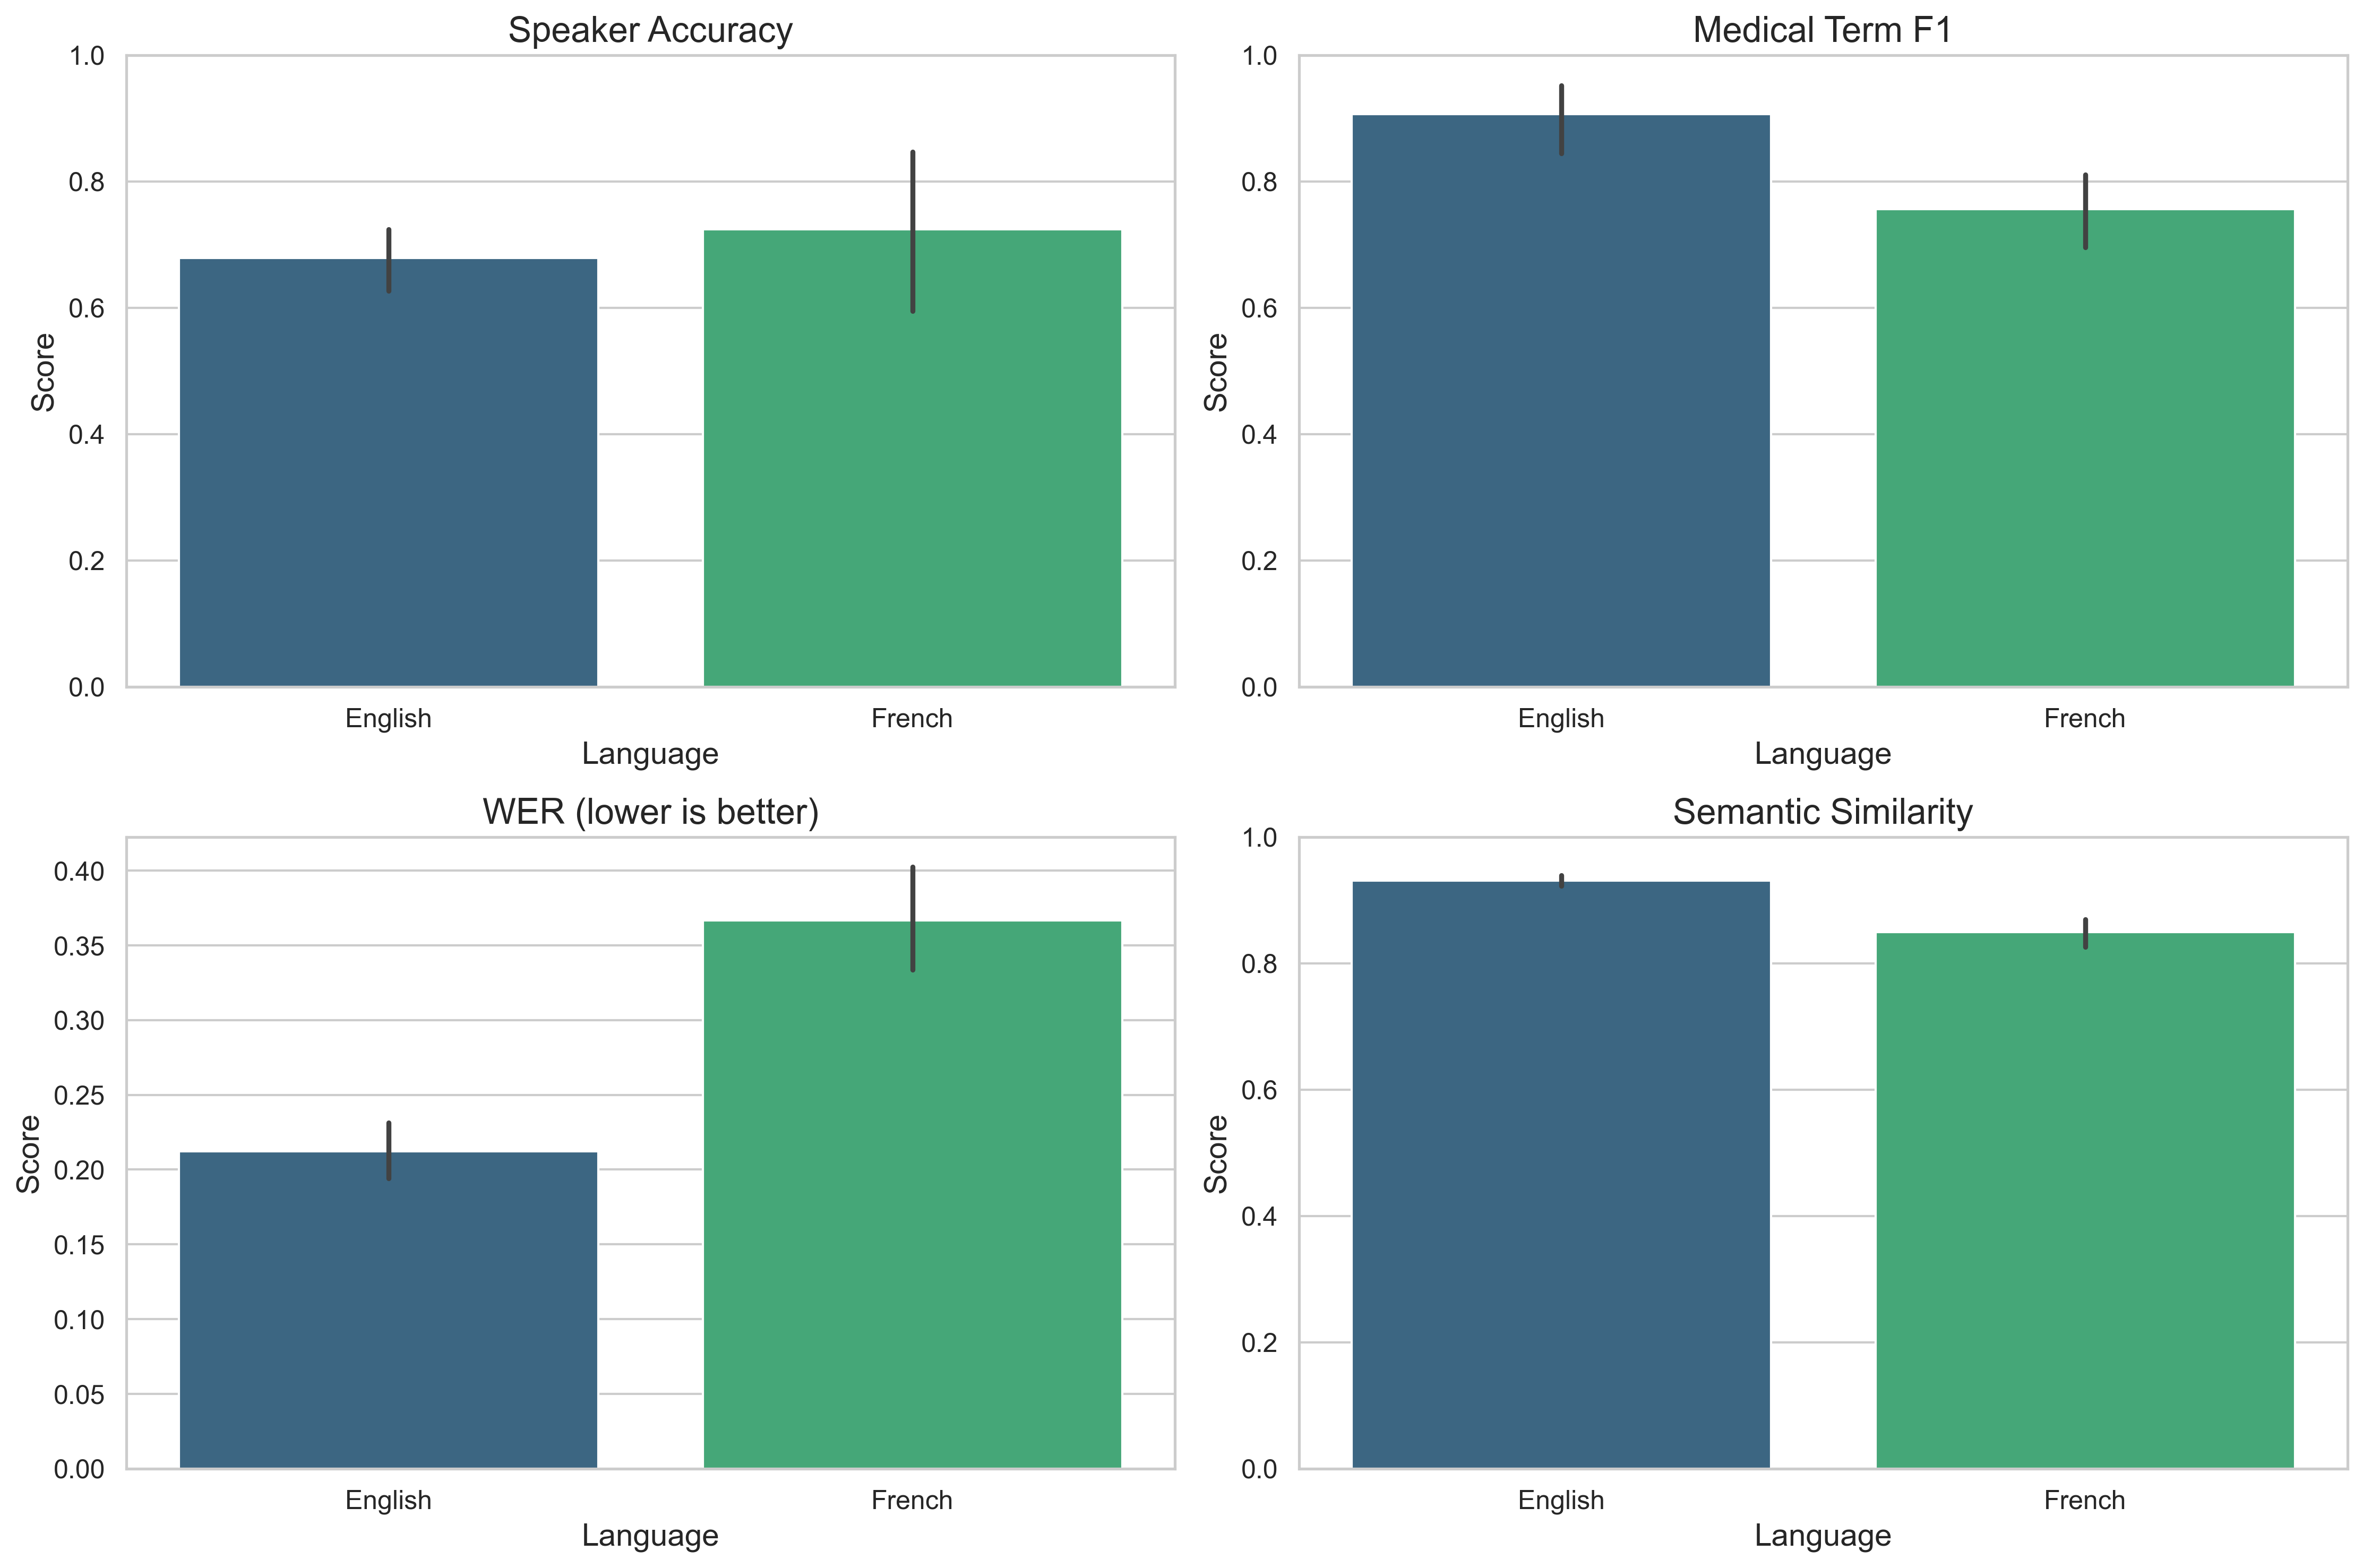 Speaker Accuracy
1.0
0.8
0.6
0.4
0.2
0.0
Score
English
French
Language
Medical Term F1
1.0
0.8
0.6
0.4
0.2
0.0
Score
English
French
Language
WER (lower is better)
0.40
0.35
0.30
0.25
0.20
0.15
0.10
0.05
0.00
Score
English
French
Language
Semantic Similarity
1.0
0.8
0.6
0.4
0.2
0.0
Score
English
French
Language